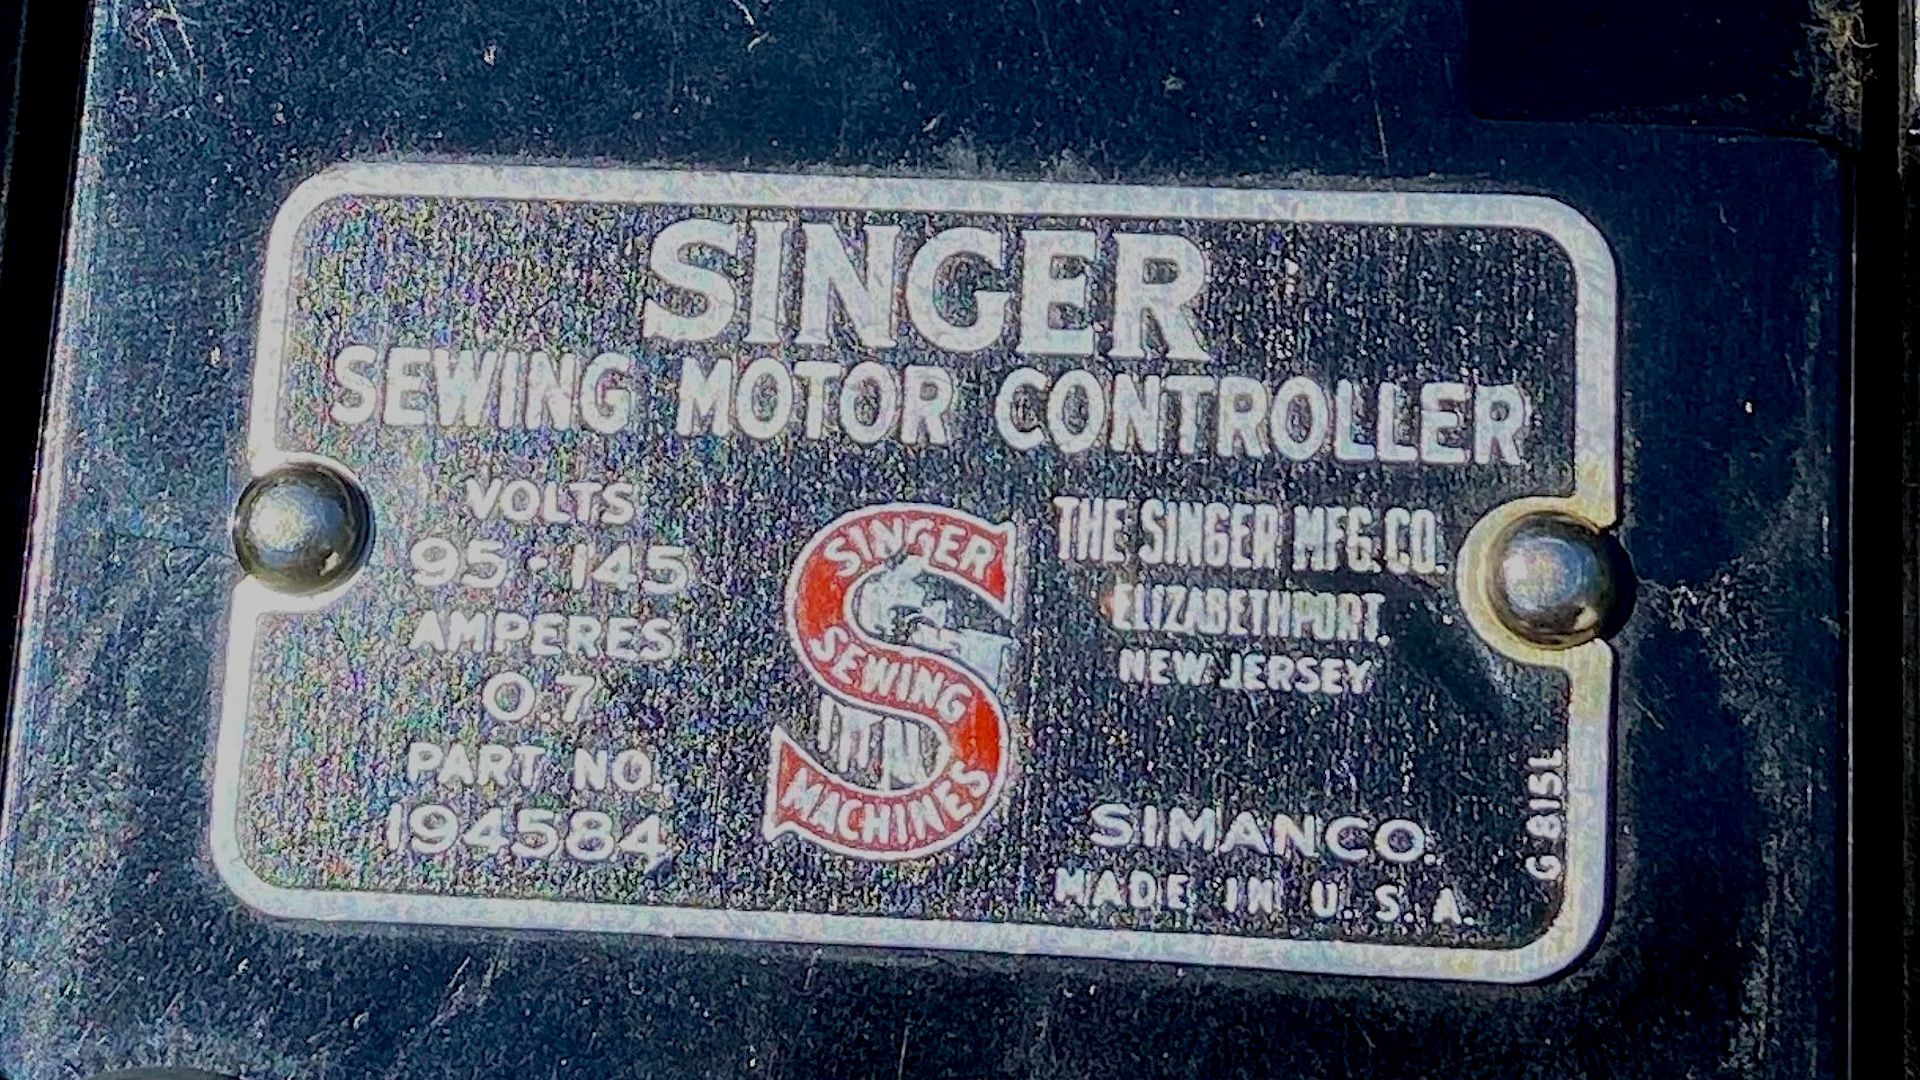 SINGER
SEWING MOTOR CONTROLLER
VOLTS
95 - 145
AMPERES
0.7
PART NO.
194584
SINGER
SEWING
MACHINES
THE SINGER MFG. CO.
ELIZABETHPORT,
NEW JERSEY
SIMANCO.
MADE IN U. S. A.
G 815L